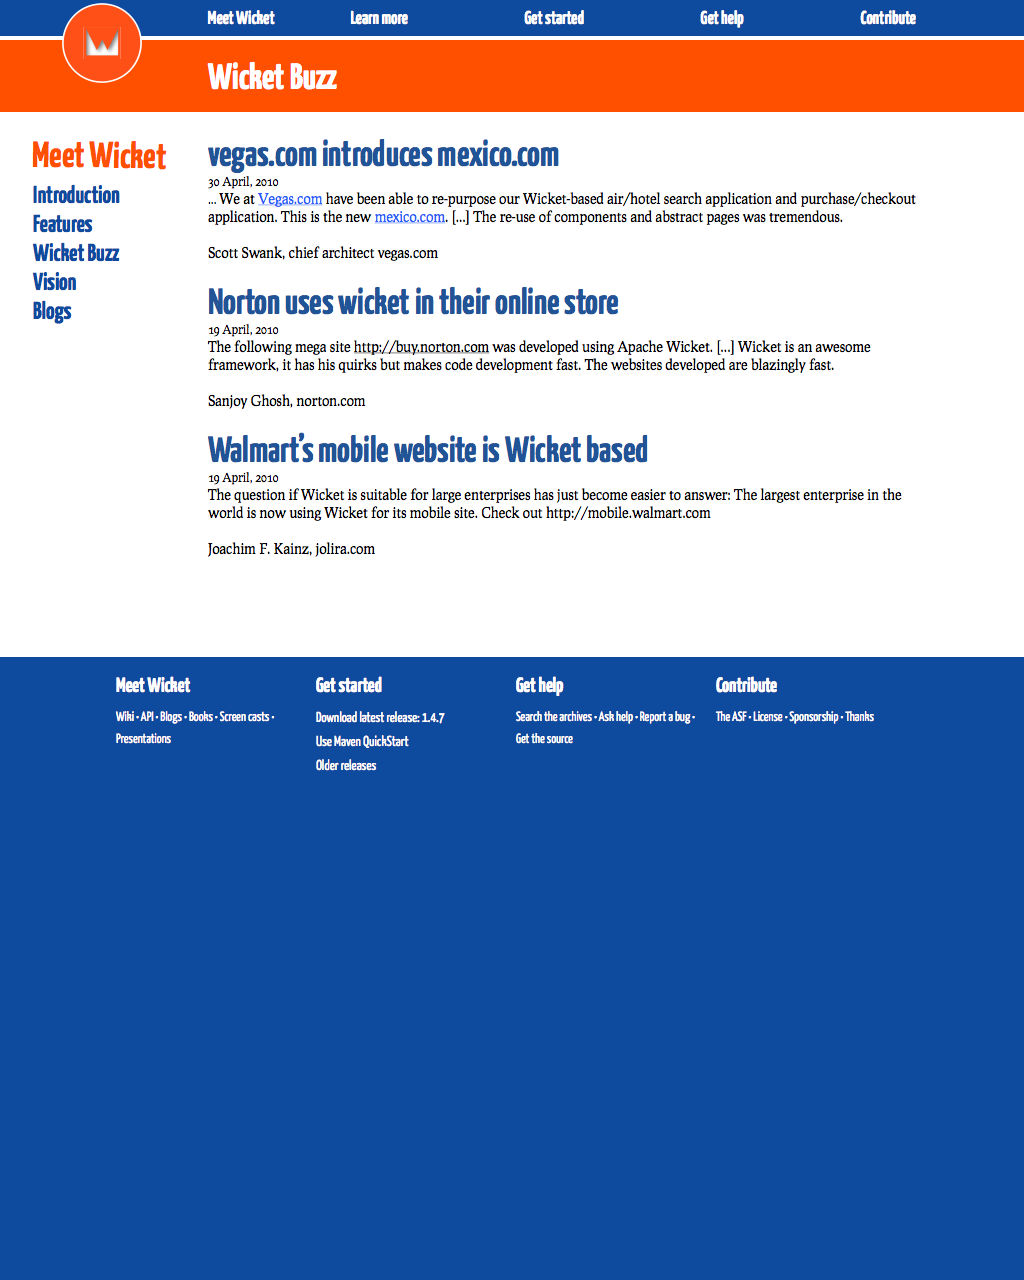 Meet Wicket Learn more Get started Get help Contribute
Wicket Buzz
Meet Wicket
Introduction
Features
Wicket Buzz
Vision
Blogs
vegas.com introduces mexico.com
30 April, 2010
... We at Vegas.com have been able to re-purpose our Wicket-based air/hotel search application and purchase/checkout
application. This is the new mexico.com. [...] The re-use of components and abstract pages was tremendous.
Scott Swank, chief architect vegas.com
Norton uses wicket in their online store
19 April, 2010
The following mega site http://buy.norton.com was developed using Apache Wicket. [...] Wicket is an awesome
framework, it has his quirks but makes code development fast. The websites developed are blazingly fast.
Sanjoy Ghosh, norton.com
Walmart’s mobile website is Wicket based
19 April, 2010
The question if Wicket is suitable for large enterprises has just become easier to answer: The largest enterprise in the
world is now using Wicket for its mobile site. Check out http://mobile.walmart.com
Joachim F. Kainz, jolira.com
Meet Wicket
Wiki • API • Blogs • Books • Screen casts •
Presentations
Get started
Download latest release: 1.4.7
Use Maven QuickStart
Older releases
Get help
Search the archives • Ask help • Report a bug •
Get the source
Contribute
The ASF • License • Sponsorship • Thanks